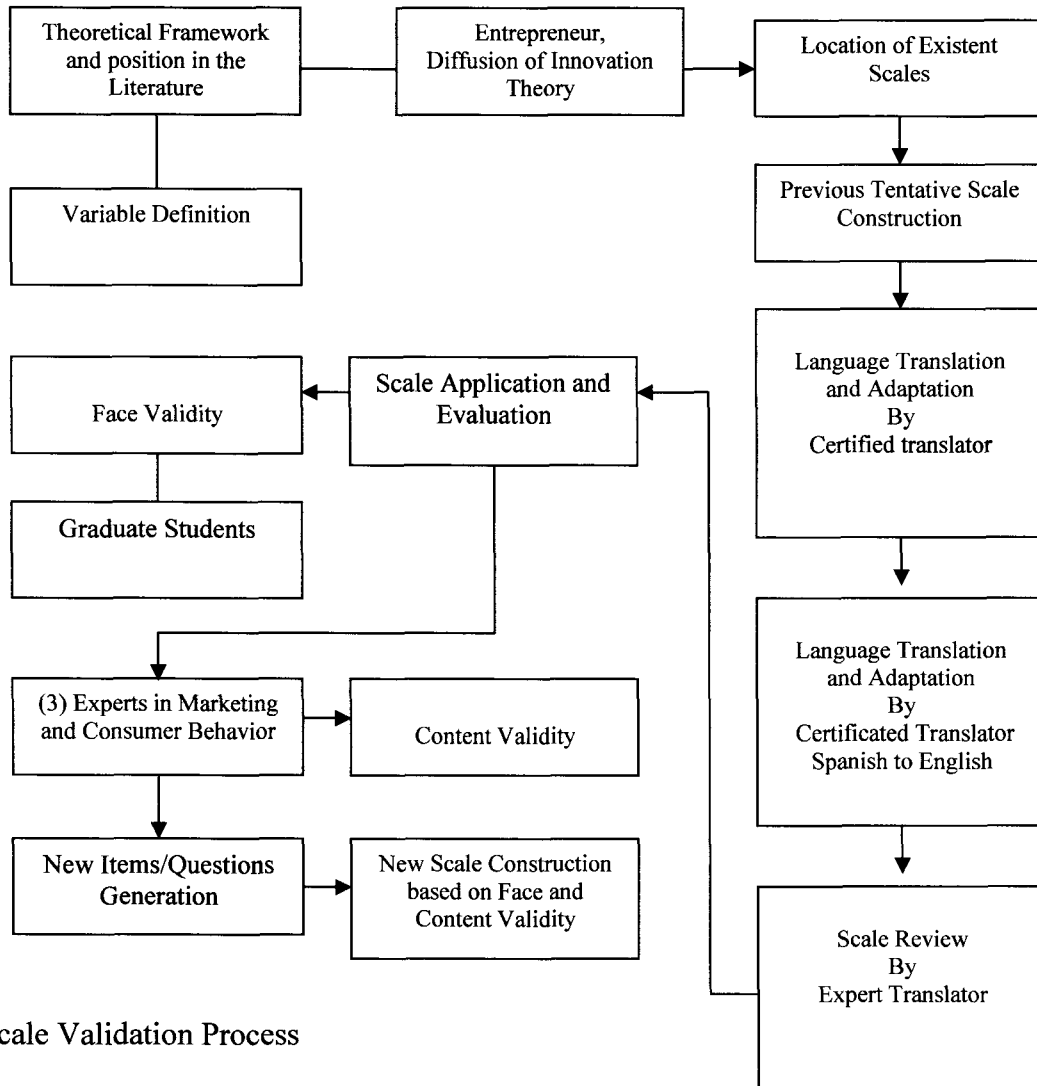 Theoretical Framework
and position in the
Literature
Entrepreneur,
Diffusion of Innovation
Theory
Location of Existent
Scales
Variable Definition
Previous Tentative Scale
Construction
Language Translation
and Adaptation
By
Certified translator
Scale Application and
Evaluation
Face Validity
Graduate Students
Language Translation
and Adaptation
By
Certificated Translator
Spanish to English
(3) Experts in Marketing
and Consumer Behavior
Content Validity
New Items/Questions
Generation
New Scale Construction
based on Face and
Content Validity
Scale Review
By
Expert Translator
cale Validation Process